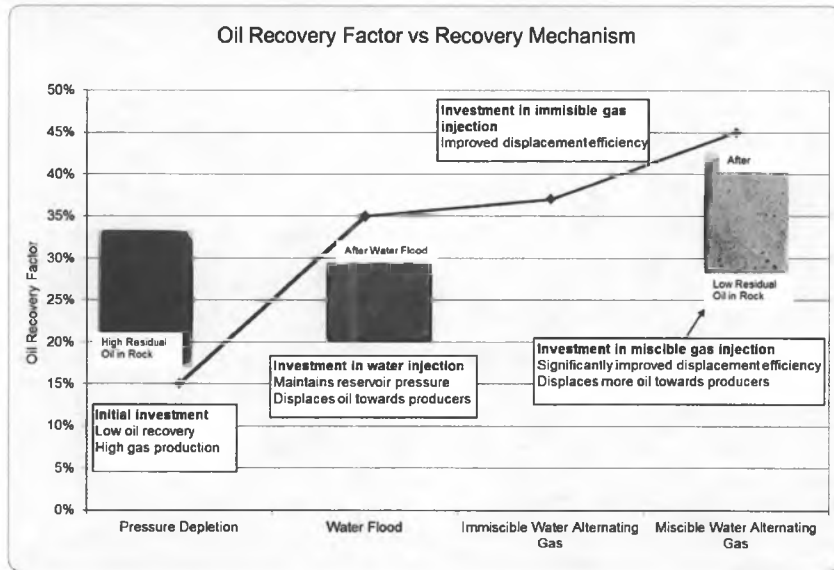 Oil Recovery Factor vs Recovery Mechanism
50%
45%
40%
35%
30%
25%
20%
15%
10%
5%
0%
Oil Recovery Factor
Investment in immisible gas
injection
Improved displacement efficiency
After
After Water Flood
High Residual
Oil in Rock
Low Residual
Oil in Rock
Initial investment
Low oil recovery
High gas production
Investment in water injection
Maintains reservoir pressure
Displaces oil towards producers
Investment in miscible gas injection
Significantly improved displacement efficiency
Displaces more oil towards producers
Pressure Depletion
Water Flood
Immiscible Water Alternating
Gas
Miscible Water Alternating
Gas